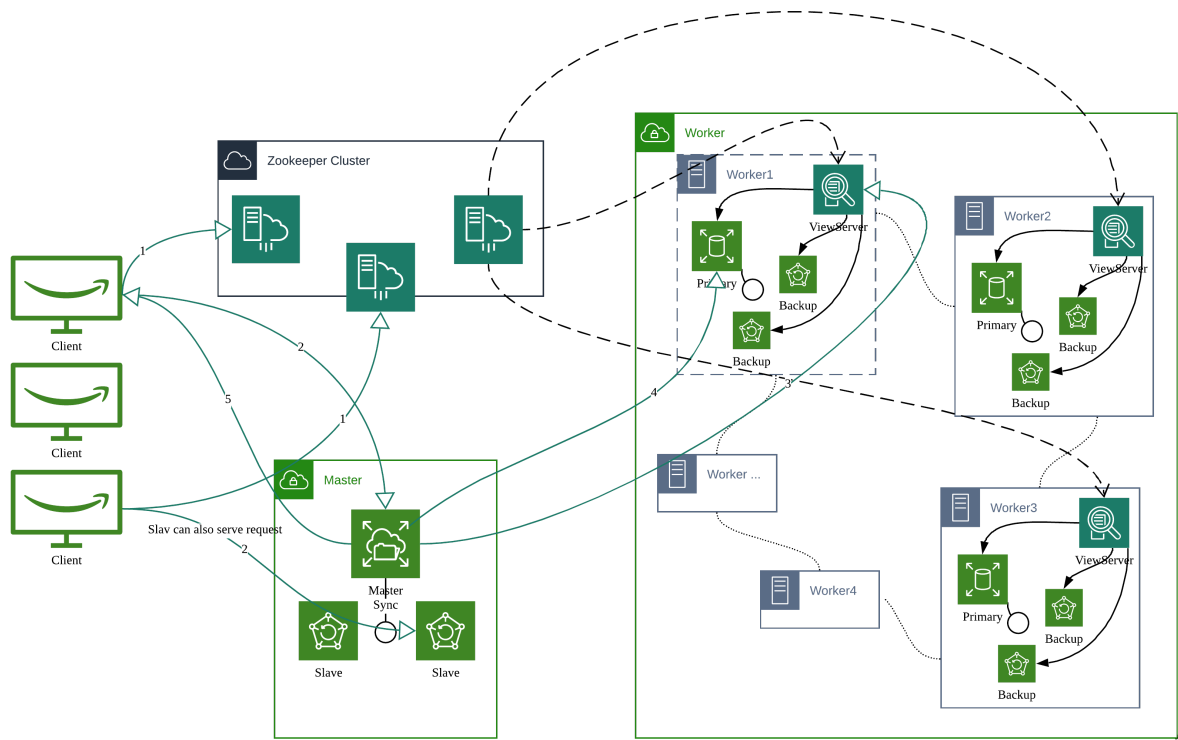 Zookeeper Cluster
1
Client
Client
Client
2
5
1
Slav can also serve request
2
Master
Master
Sync
Slave
Slave
4
3
Worker
Worker1
ViewServer
Primary
Backup
Backup
Worker2
ViewServer
Primary
Backup
Backup
Worker ...
Worker4
Worker3
ViewServer
Primary
Backup
Backup